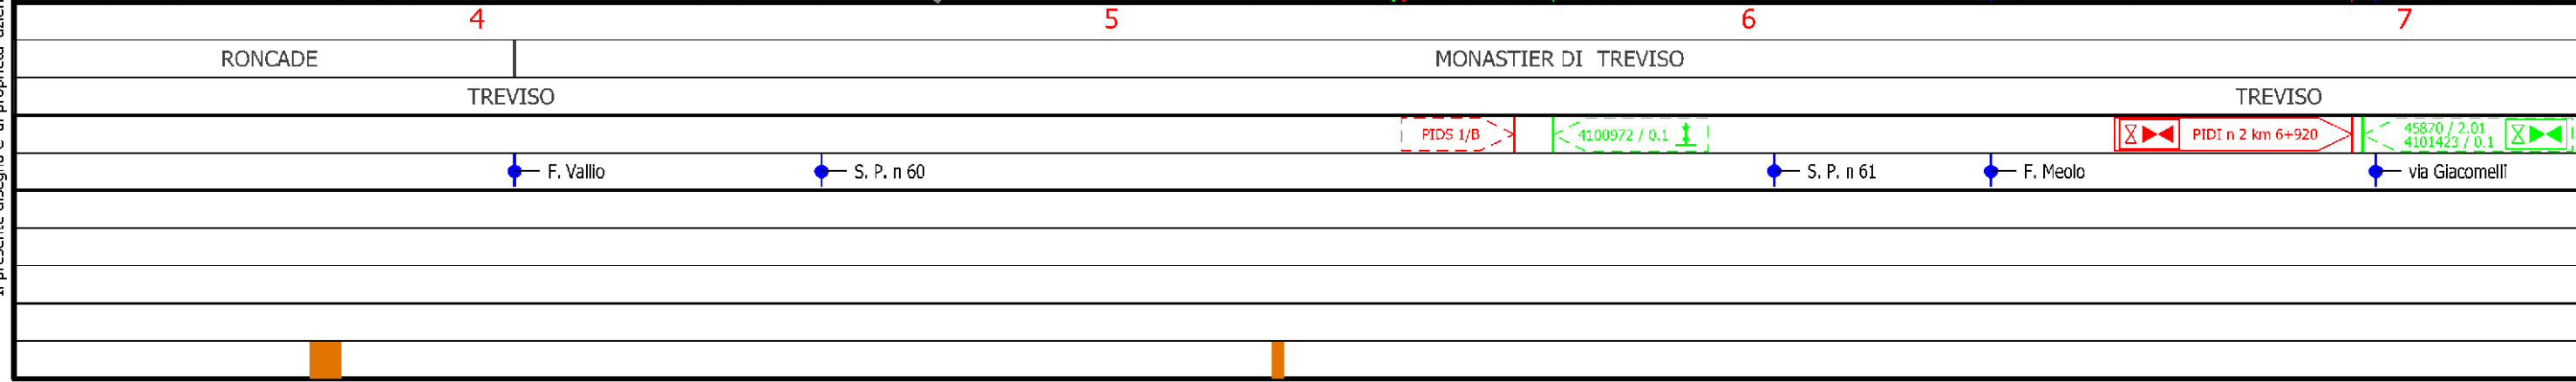 4 5 6 7
RONCADE MONASTIER DI TREVISO
TREVISO TREVISO
PIDS 1/B 4100972 / 0.1 PIDI n 2 km 6+920 45870 / 2.01
4101423 / 0.1
F. Vallio S. P. n 60 S. P. n 61 F. Meolo via Giacomelli